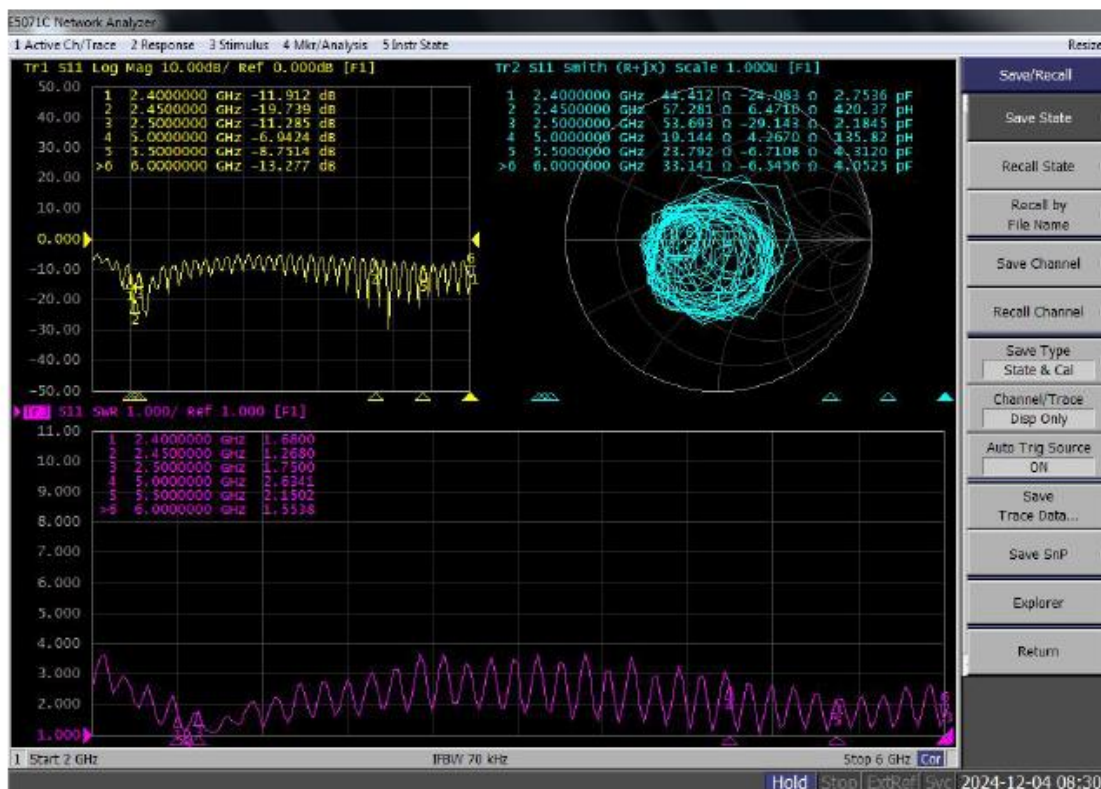 E5071C Network Analyzer
1 Active Ch/Trace 2 Response 3 Stimulus 4 Mkr/Analysis 5 Instr State
Resize
Tr1 S11 Log Mag 10.00dB/ Ref 0.000dB [F1]
50.00
40.00
30.00
20.00
10.00
0.000
-10.00
-20.00
-30.00
-40.00
-50.00
1 2.4000000 GHz -11.912 dB
2 2.4500000 GHz -19.739 dB
3 2.5000000 GHz -11.285 dB
4 5.0000000 GHz -6.9424 dB
5 5.5000000 GHz -8.7514 dB
>6 6.0000000 GHz -13.277 dB
Tr2 S11 Smith (R+jX) Scale 1.000U [F1]
1 2.4000000 GHz 44.412 Ω -24.083 Ω 2.7536 pF
2 2.4500000 GHz 57.281 Ω 6.4710 Ω 420.37 pH
3 2.5000000 GHz 53.693 Ω -29.143 Ω 2.1845 pF
4 5.0000000 GHz 19.144 Ω 4.2670 Ω 135.82 pH
5 5.5000000 GHz 23.792 Ω -6.7108 Ω 4.3120 pF
>6 6.0000000 GHz 33.141 Ω -6.5456 Ω 4.0525 pF
Tr3 S11 SWR 1.000/ Ref 1.000 [F1]
11.00
10.00
9.000
8.000
7.000
6.000
5.000
4.000
3.000
2.000
1.000
1 2.4000000 GHz 1.6800
2 2.4500000 GHz 1.2680
3 2.5000000 GHz 1.7500
4 5.0000000 GHz 2.6341
5 5.5000000 GHz 2.1502
>6 6.0000000 GHz 1.5538
1 Start 2 GHz
IFBW 70 kHz
Stop 6 GHz Cor
Save/Recall
Save State
Recall State
Recall by
File Name
Save Channel
Recall Channel
Save Type
State & Cal
Channel/Trace
Disp Only
Auto Trig Source
ON
Save
Trace Data...
Save SnP
Explorer
Return
Hold Stop ExtRef Svc 2024-12-04 08:30